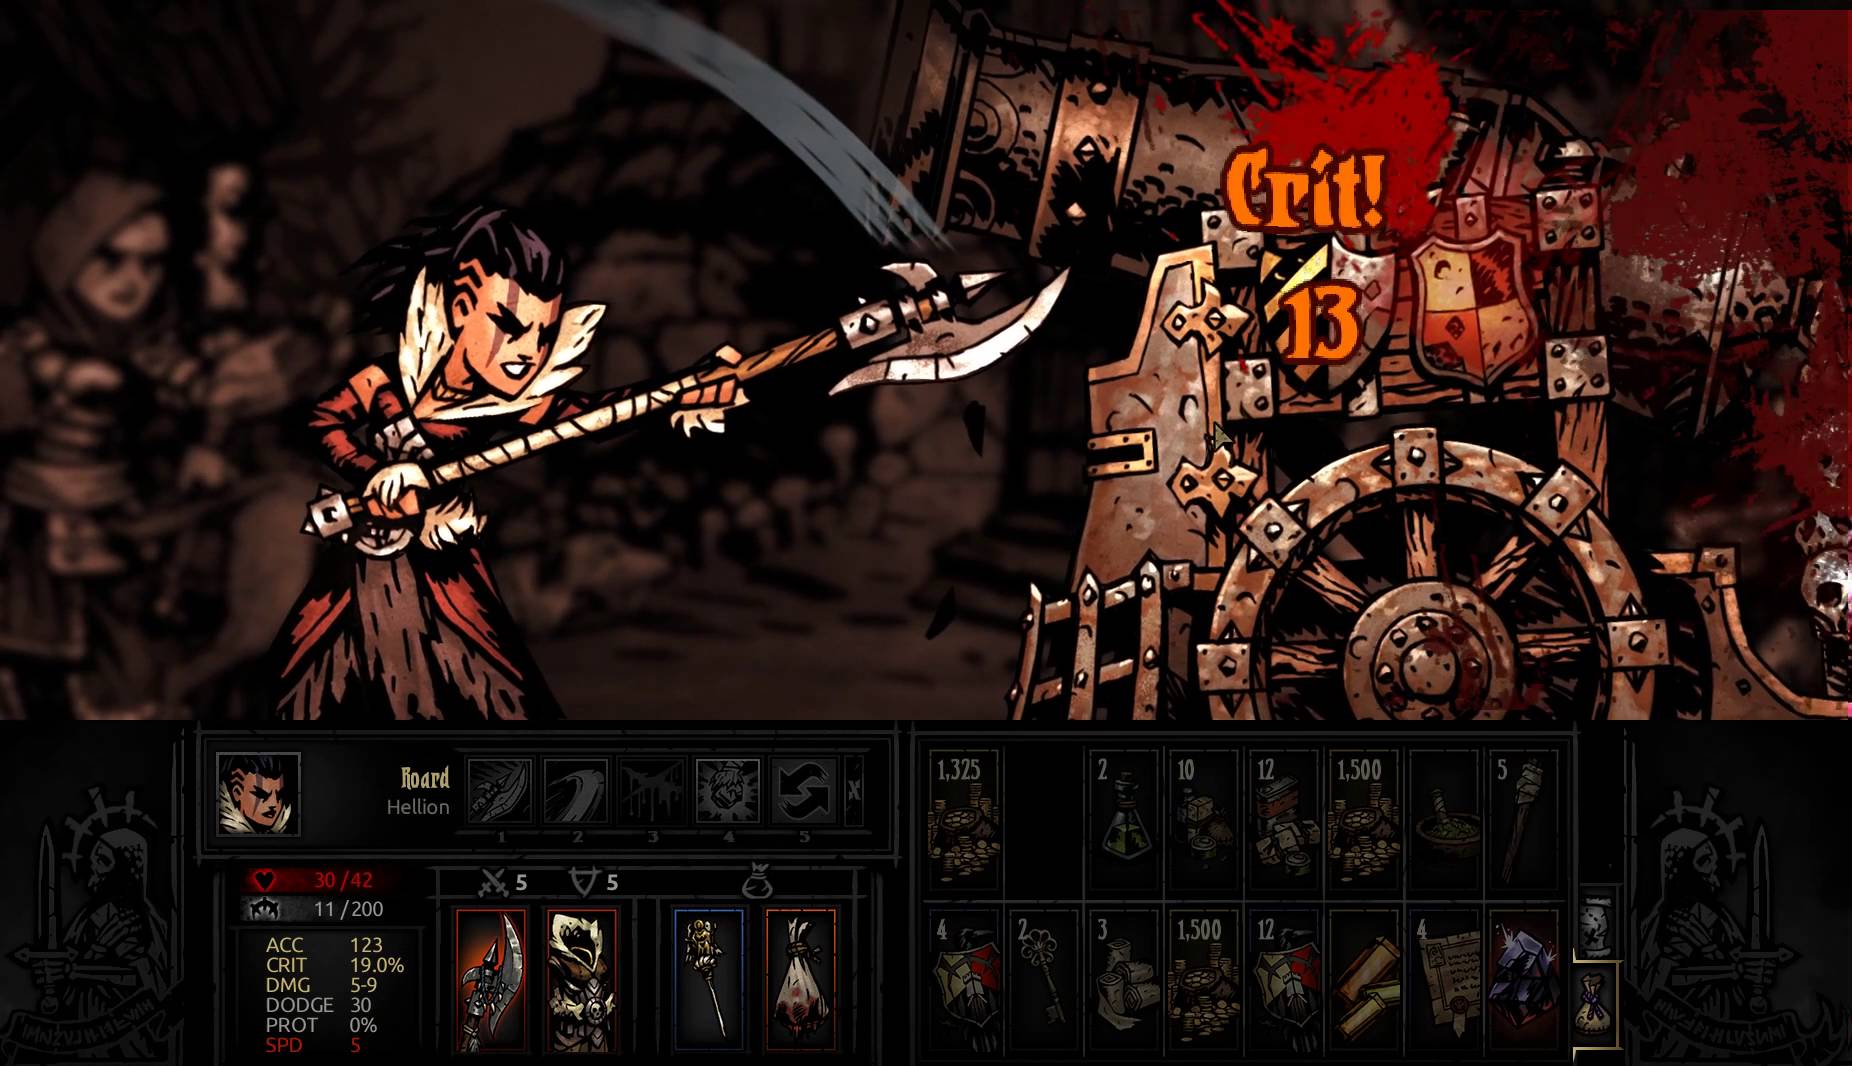 Crit!
13
Roard
Hellion
1 2 3 4 5
30/42
11/200
5 5
ACC 123
CRIT 19.0%
DMG 5-9
DODGE 30
PROT 0%
SPD 5
1,325 2 10 12 1,500 5
4 2 3 1,500 12 4